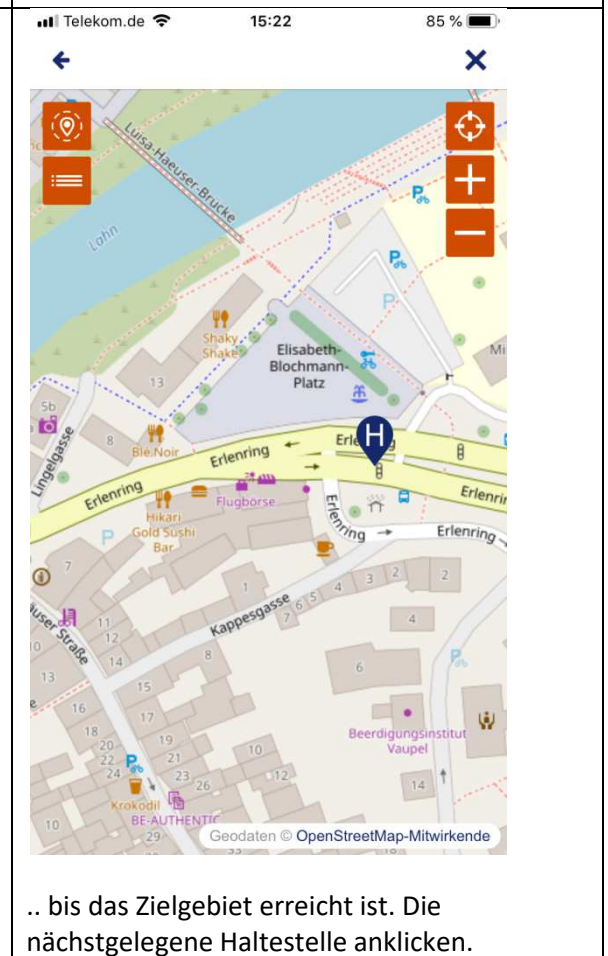 Telekom.de 15:22 85 %
Luisa-Haeuser-Brücke
Lahn
Shaky
Shake
Elisabeth-
Blochmann-
Platz
Mi
13
5b
8
Lingelgasse
Blé Noir
Erlenring
H
Erlenring
Erlenring
Hikari
Gold Sushi
Bar
Flugbörse
Erlenring
Erlenring
P
P
7
1
Kappesgasse
7 6 5 4 3 2 2
4
11
12
10
13
14
8
6
15
16
17
18
20
22
24
19
21
23
26
10
12
14
Beerdigungsinstitut
Vaupel
Krokodil
BE-AUTHENTIC
10
29
33
Geodaten © OpenStreetMap-Mitwirkende
.. bis das Zielgebiet erreicht ist. Die
nächstgelegene Haltestelle anklicken.